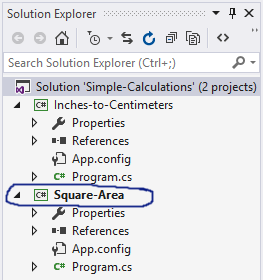 Solution Explorer
Search Solution Explorer (Ctrl+;)
Solution 'Simple-Calculations' (2 projects)
C# Inches-to-Centimeters
Properties
References
App.config
C# Program.cs
C# Square-Area
Properties
References
App.config
C# Program.cs